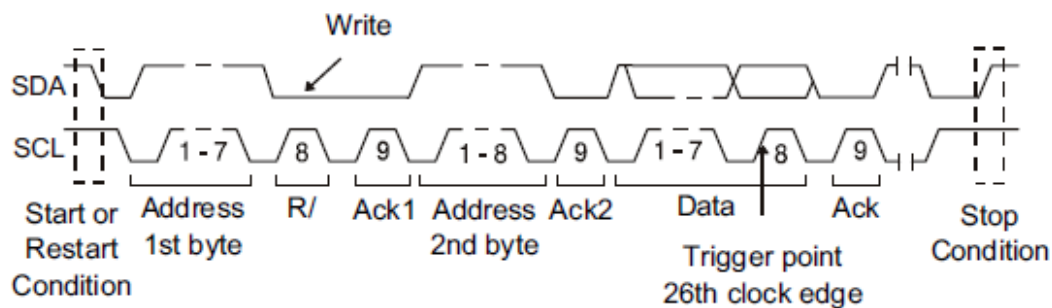 Write
SDA
SCL
1 - 7
8
9
1 - 8
9
1 - 7
8
9
Start or
Restart
Condition
Address
1st byte
R/
Ack1
Address
2nd byte
Ack2
Data
Ack
Stop
Condition
Trigger point
26th clock edge